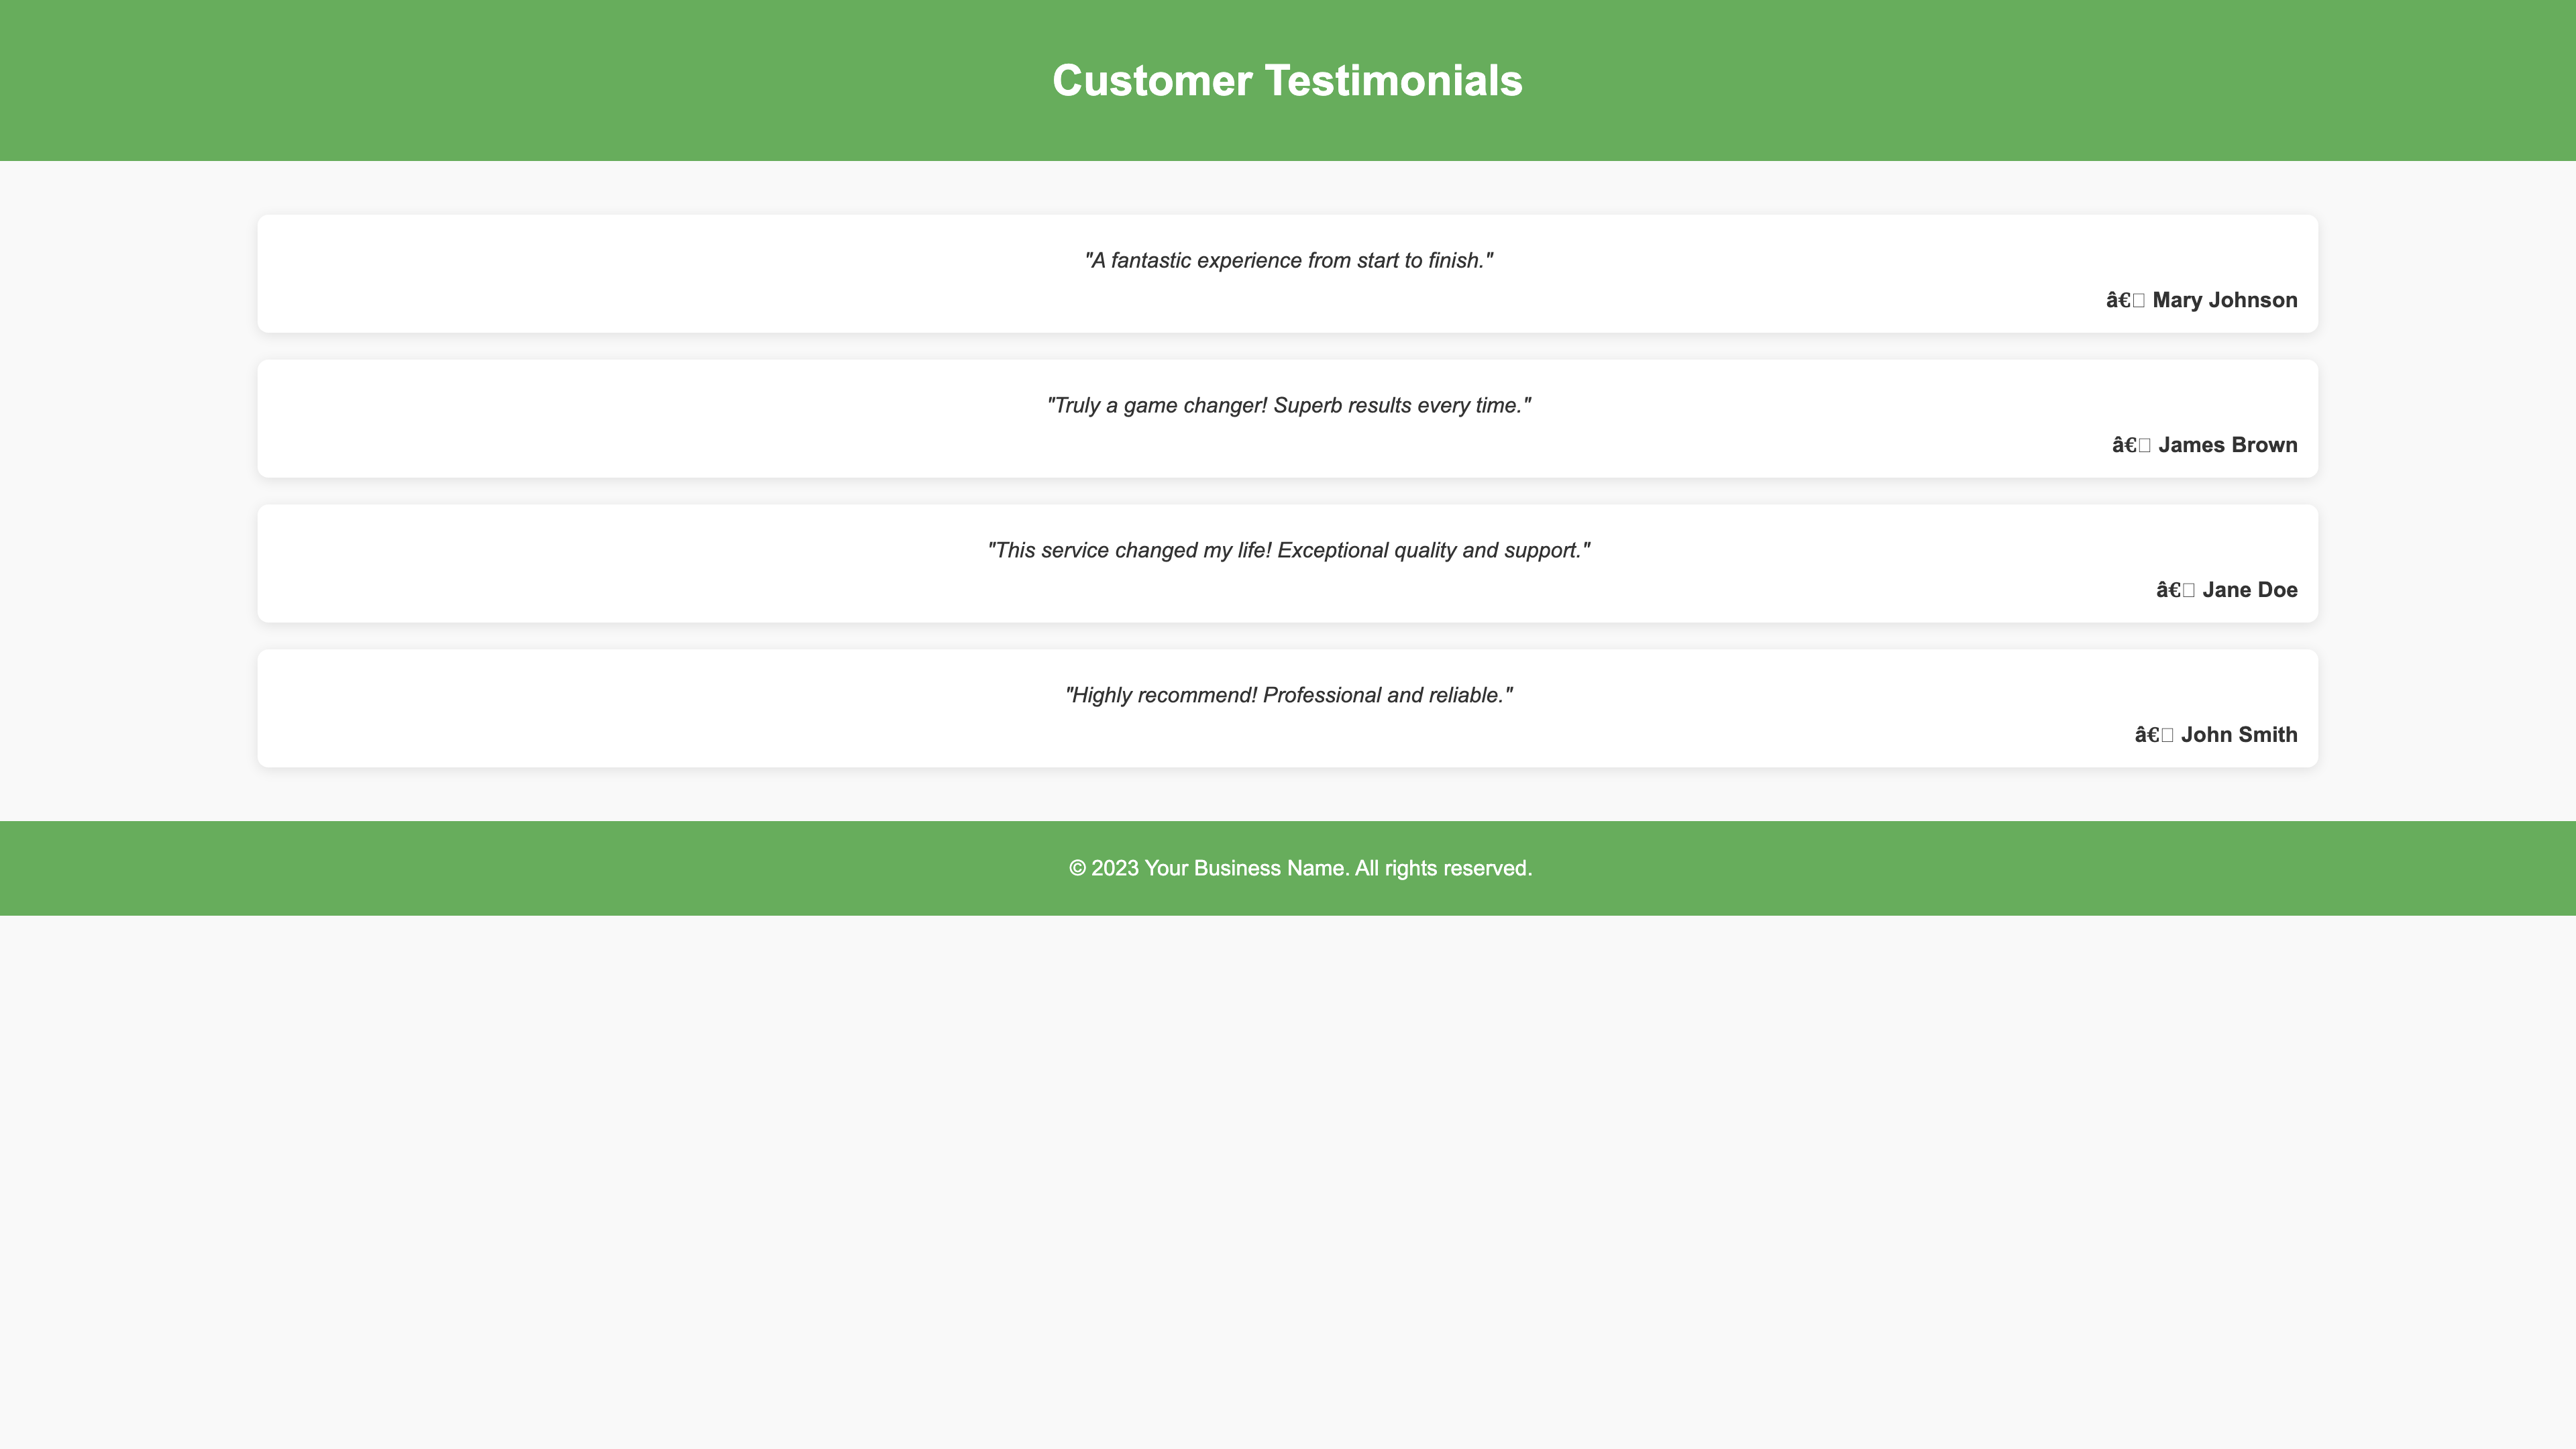 Customer Testimonials
"A fantastic experience from start to finish."
â€□ Mary Johnson
"Truly a game changer! Superb results every time."
â€□ James Brown
"This service changed my life! Exceptional quality and support."
â€□ Jane Doe
"Highly recommend! Professional and reliable."
â€□ John Smith
© 2023 Your Business Name. All rights reserved.